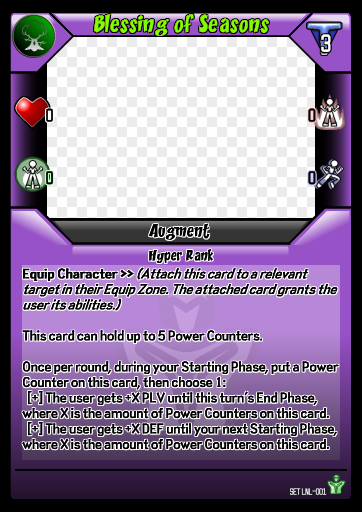 Blessing of Seasons
3
0
0
0
0
Augment
Hyper Rank
Equip Character >> (Attach this card to a relevant
target in their Equip Zone. The attached card grants the
user its abilities.)
This card can hold up to 5 Power Counters.
Once per round, during your Starting Phase, put a Power
Counter on this card, then choose 1:
[•] The user gets +X PLV until this turn's End Phase,
where X is the amount of Power Counters on this card.
[•] The user gets +X DEF until your next Starting Phase,
where X is the amount of Power Counters on this card.
SET LNL-001